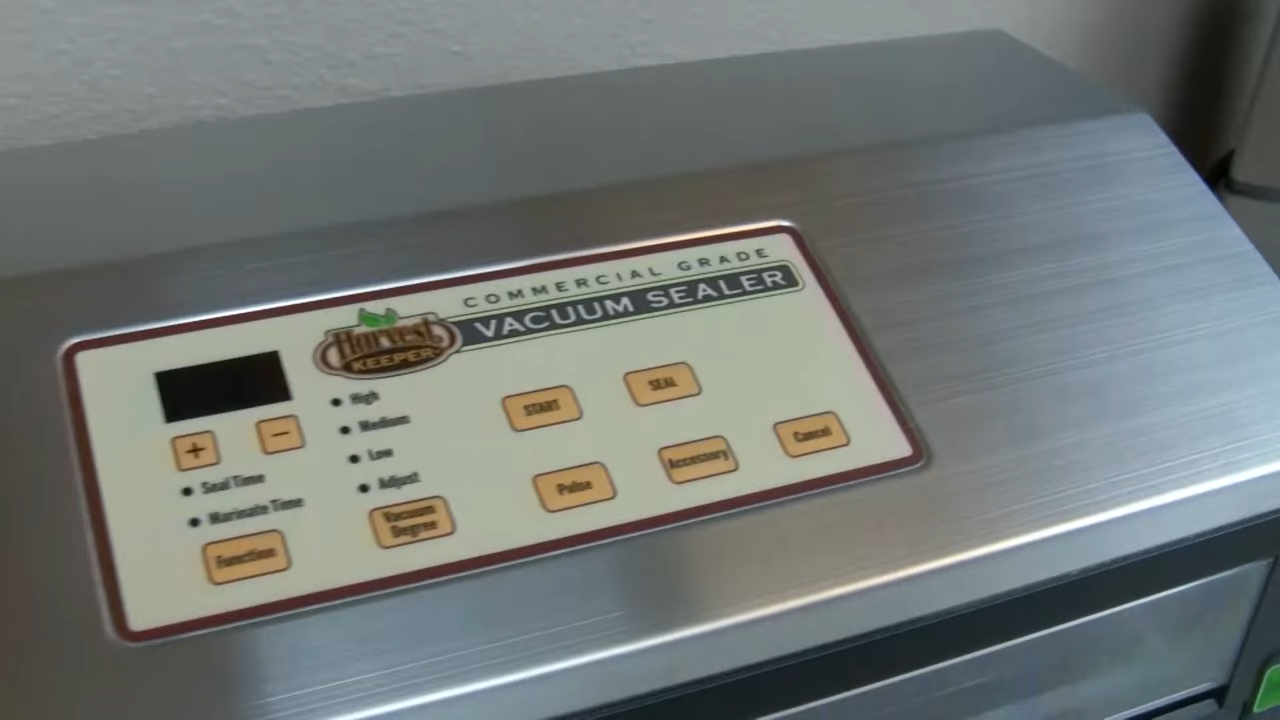 COMMERCIAL GRADE
VACUUM SEALER
Harvest
KEEPER
High
Medium
Low
Adjust
+
−
Seal Time
Marinate Time
Function
Vacuum
Degree
START
SEAL
Pulse
Accessory
Cancel